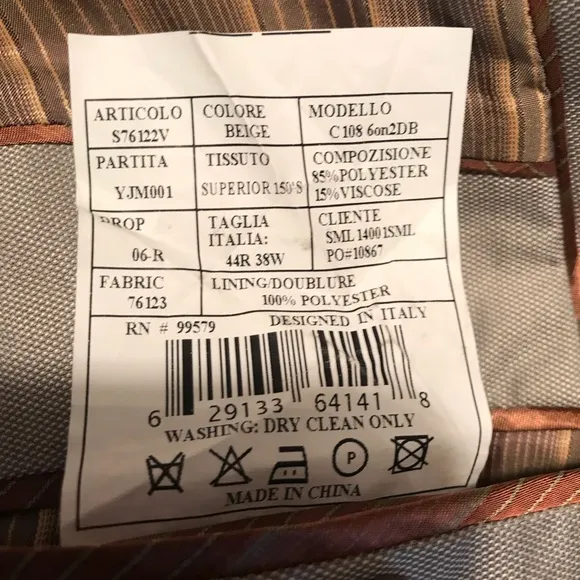 ARTICOLO
S76122V
COLORE
BEIGE
MODELLO
C108 6on2DB
PARTITA
YJM001
TISSUTO
SUPERIOR 150'S
COMPOZISIONE
85%POLYESTER
15%VISCOSE
DROP
06-R
TAGLIA
ITALIA:
44R 38W
CLIENTE
SML 14001SML
PO#10867
FABRIC
76123
LINING/DOUBLURE
100% POLYESTER
RN # 99579
DESIGNED IN ITALY
6 29133 64141 8
WASHING: DRY CLEAN ONLY
P
MADE IN CHINA